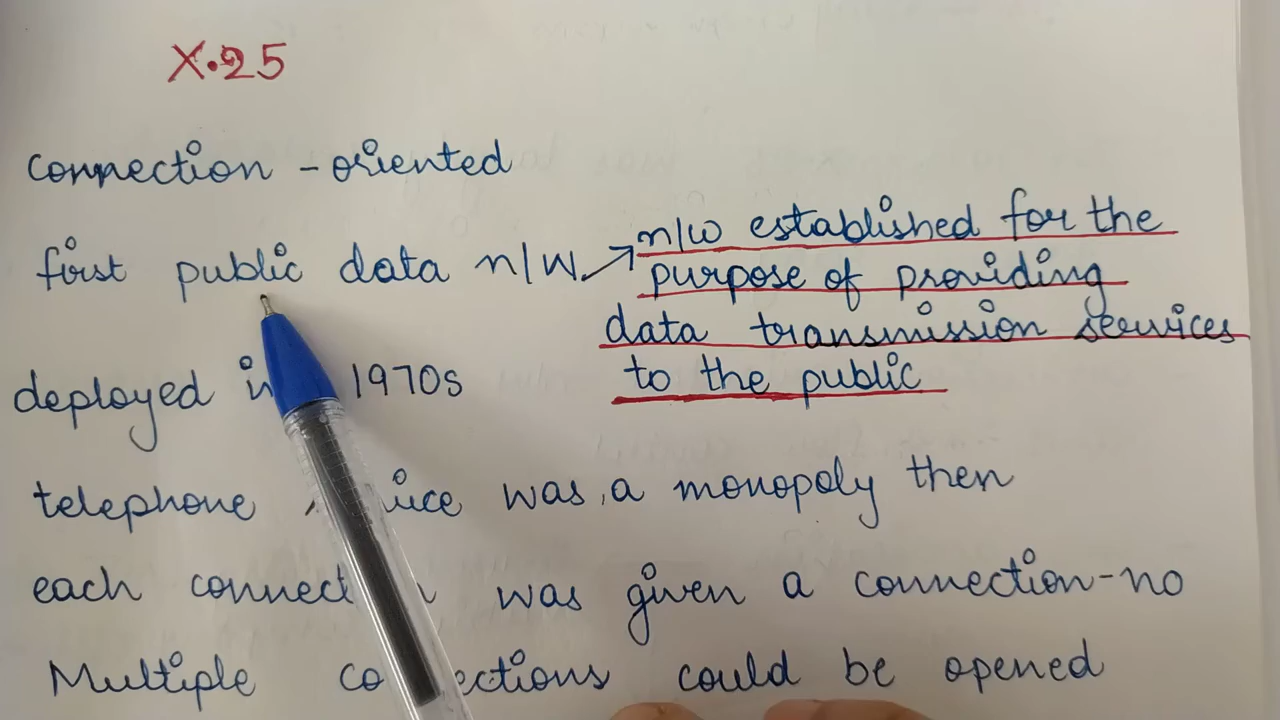 X.25
connection - oriented
first public data n/w → n/w established for the
purpose of providing
data transmission services
to the public
deployed in 1970s
telephone was a monopoly then
each was given a connection-no
Multiple could be opened